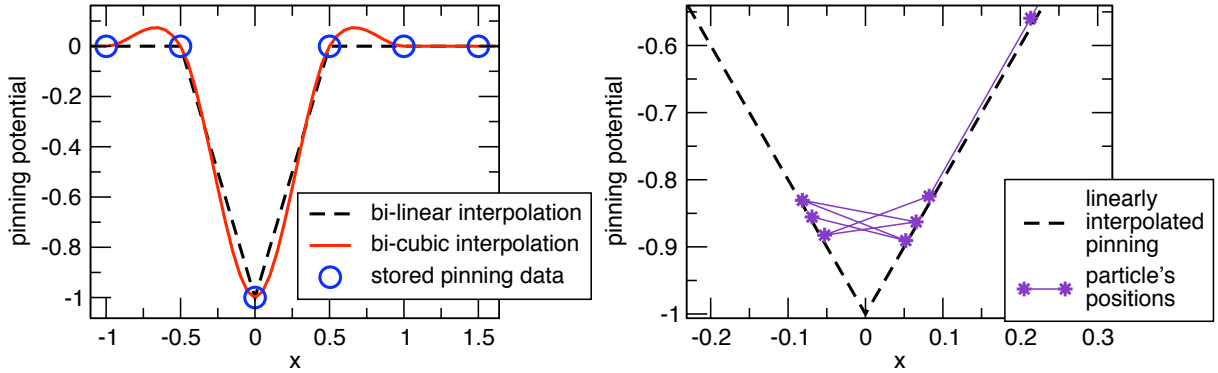 0
-0.2
-0.4
-0.6
-0.8
-1
pinning potential
-1
-0.5
0
0.5
1
1.5
x
bi-linear interpolation
bi-cubic interpolation
stored pinning data
-0.6
-0.7
-0.8
-0.9
-1
pinning potential
-0.2
-0.1
0
0.1
0.2
0.3
x
linearly
interpolated
pinning
particle's
positions